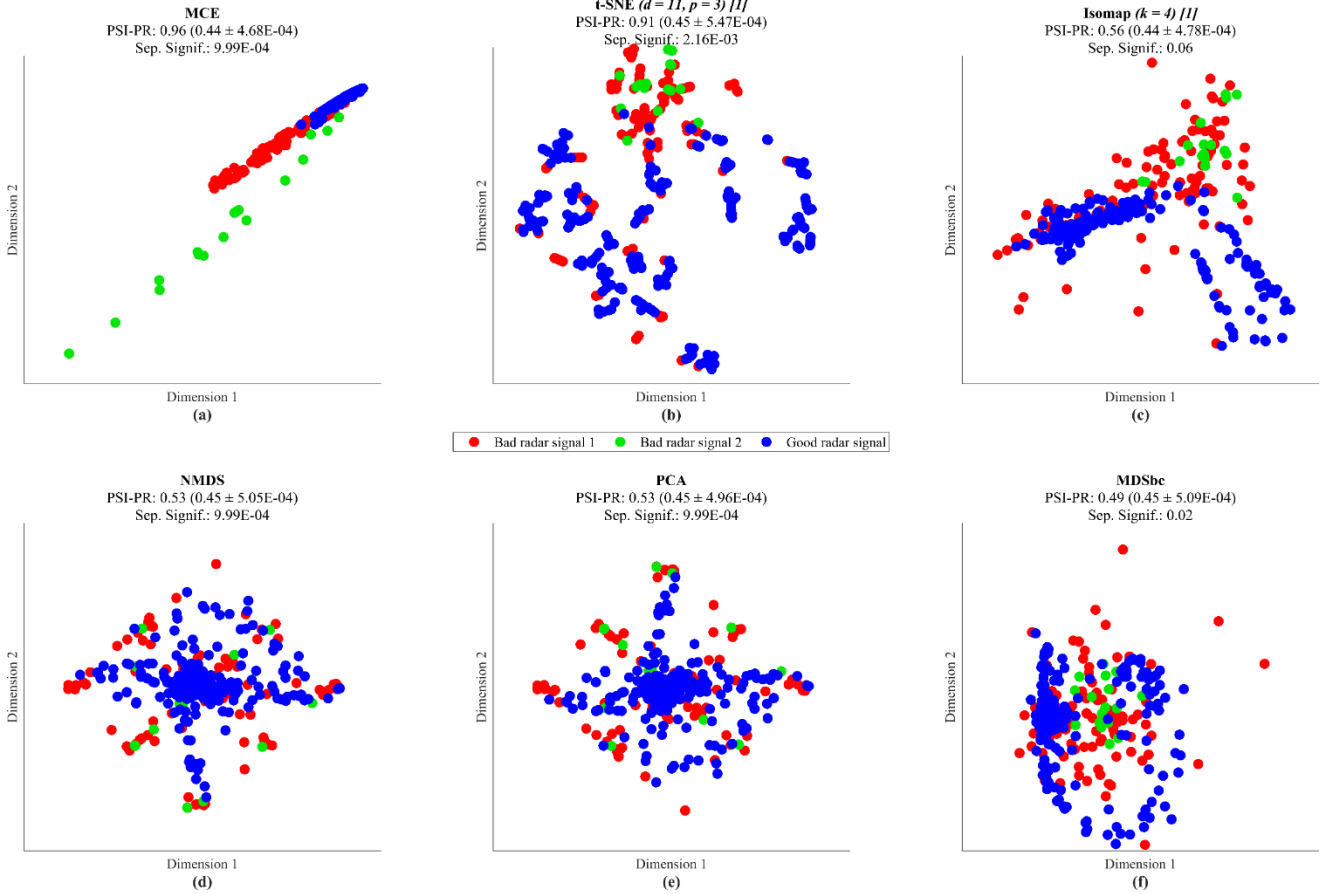 MCE
PSI-PR: 0.96 (0.44 ± 4.68E-04)
Sep. Signif.: 9.99E-04
Dimension 2
Dimension 1
(a)
t-SNE (d = 11, p = 3) [1]
PSI-PR: 0.91 (0.45 ± 5.47E-04)
Sep. Signif.: 2.16E-03
Dimension 2
Dimension 1
(b)
Isomap (k = 4) [1]
PSI-PR: 0.56 (0.44 ± 4.78E-04)
Sep. Signif.: 0.06
Dimension 2
Dimension 1
(c)
Bad radar signal 1 Bad radar signal 2 Good radar signal
NMDS
PSI-PR: 0.53 (0.45 ± 5.05E-04)
Sep. Signif.: 9.99E-04
Dimension 2
Dimension 1
(d)
PCA
PSI-PR: 0.53 (0.45 ± 4.96E-04)
Sep. Signif.: 9.99E-04
Dimension 2
Dimension 1
(e)
MDSbc
PSI-PR: 0.49 (0.45 ± 5.09E-04)
Sep. Signif.: 0.02
Dimension 2
Dimension 1
(f)